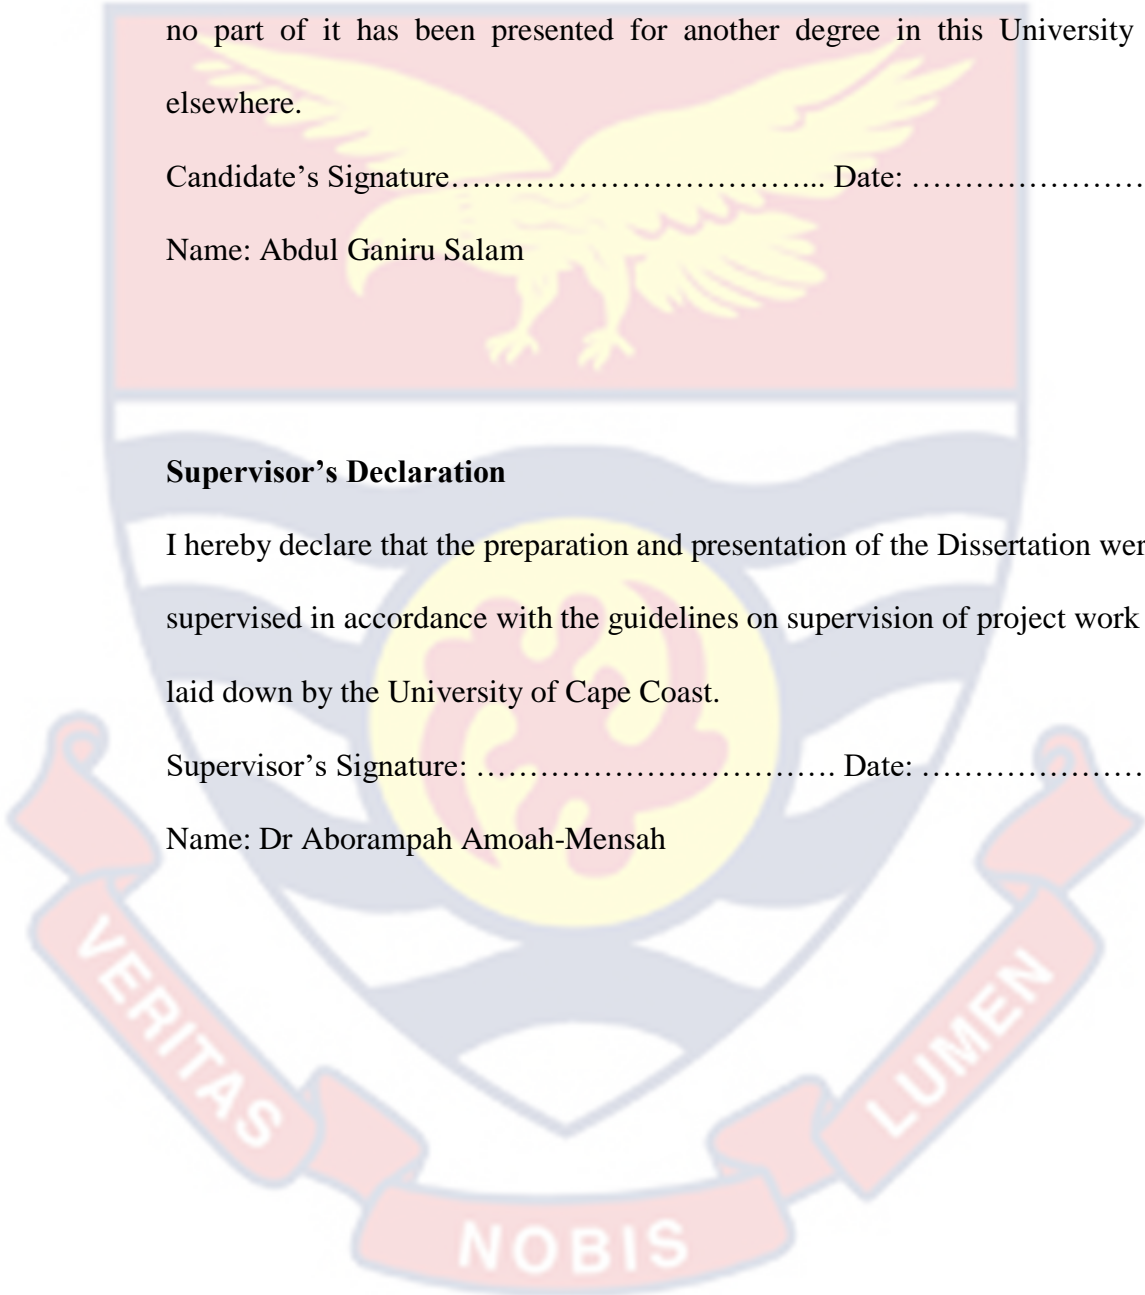 no part of it has been presented for another degree in this University
elsewhere.
Candidate’s Signature……………………………... Date: …………………
Name: Abdul Ganiru Salam
Supervisor’s Declaration
I hereby declare that the preparation and presentation of the Dissertation wer
supervised in accordance with the guidelines on supervision of project work
laid down by the University of Cape Coast.
Supervisor’s Signature: ……………………………. Date: …………………
Name: Dr Aborampah Amoah-Mensah
VERITAS
NOBIS
LUMEN